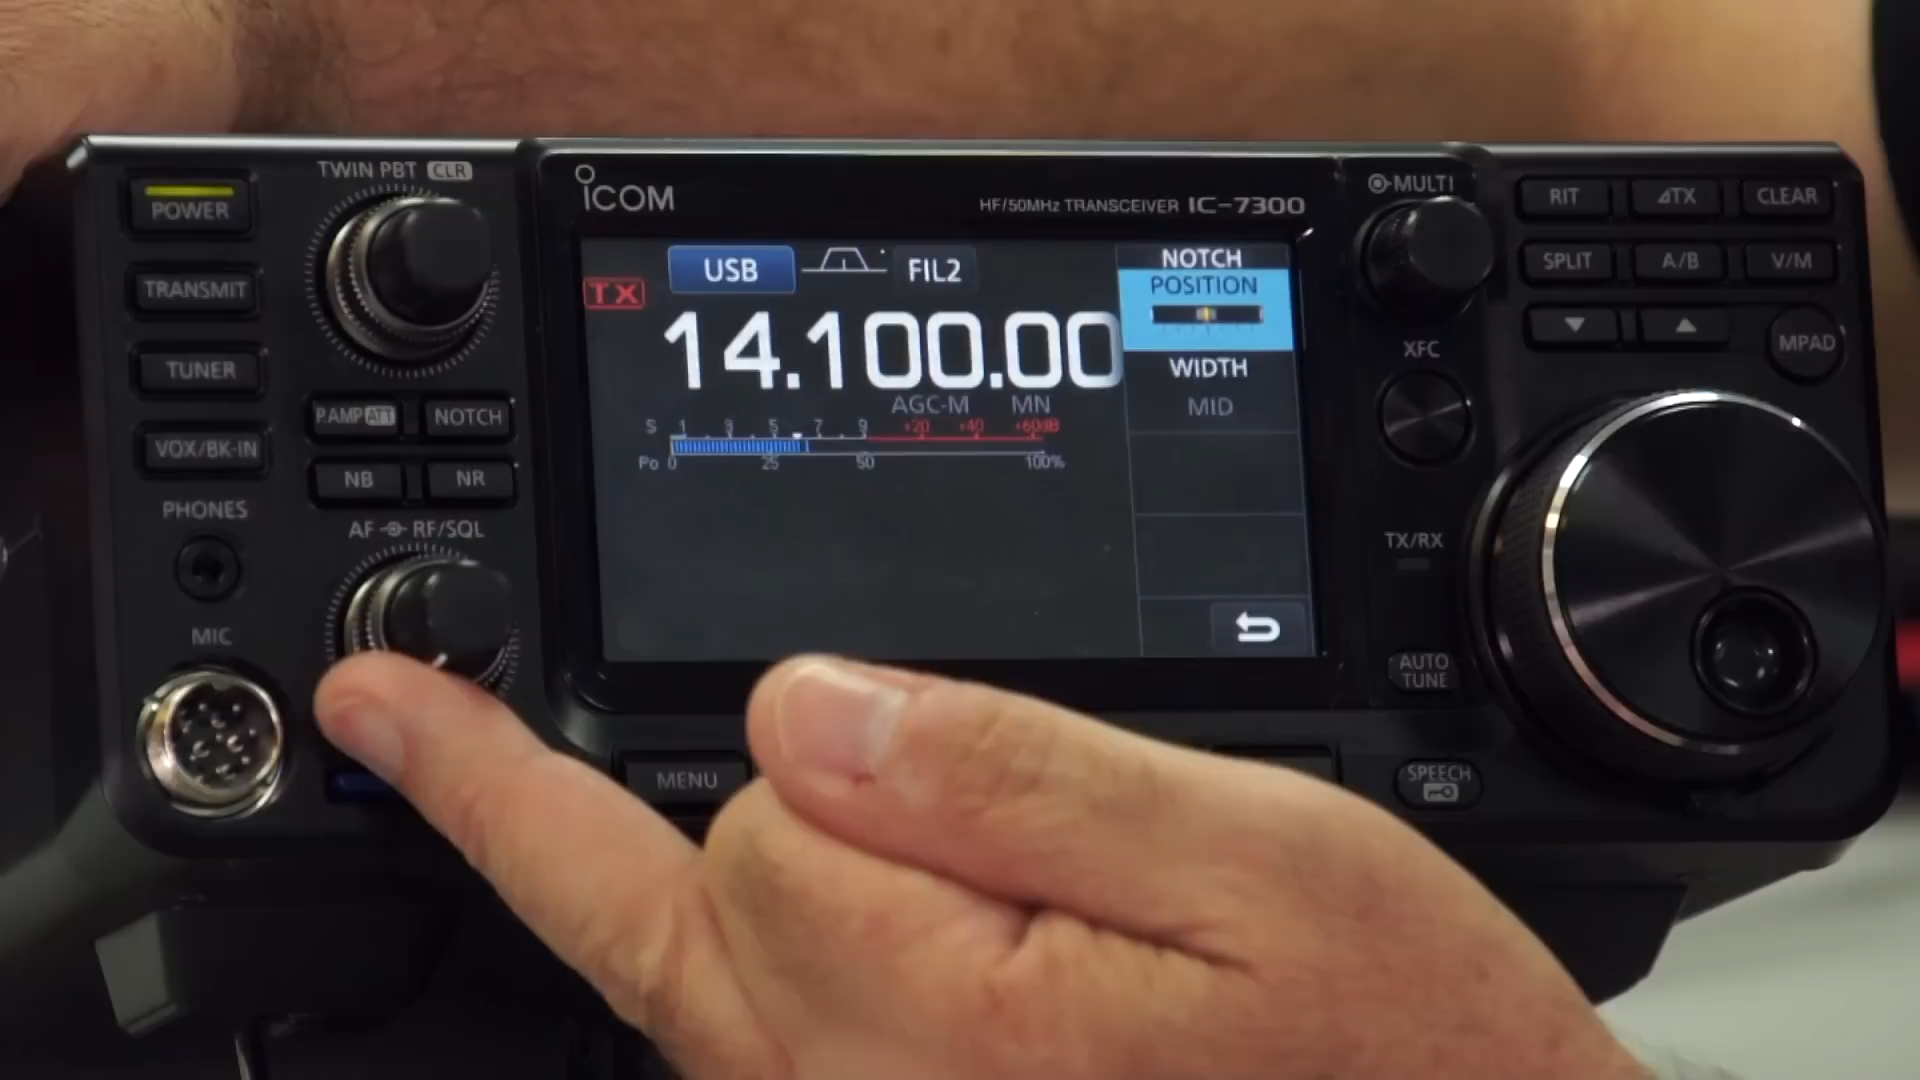 TWIN PBT CLR
POWER
TRANSMIT
TUNER
P.AMP ATT
NOTCH
VOX/BK-IN
NB
NR
PHONES
AF RF/SQL
MIC
ICOM
HF/50MHz TRANSCEIVER IC-7300
USB
FIL2
TX
14.100.00
AGC-M MN
S 1 3 5 7 9 +20 +40 +60dB
Po 0 25 50 100%
NOTCH
POSITION
WIDTH
MID
MENU
MULTI
RIT
⊿TX
CLEAR
SPLIT
A/B
V/M
▼
▲
MPAD
XFC
TX/RX
AUTO
TUNE
SPEECH